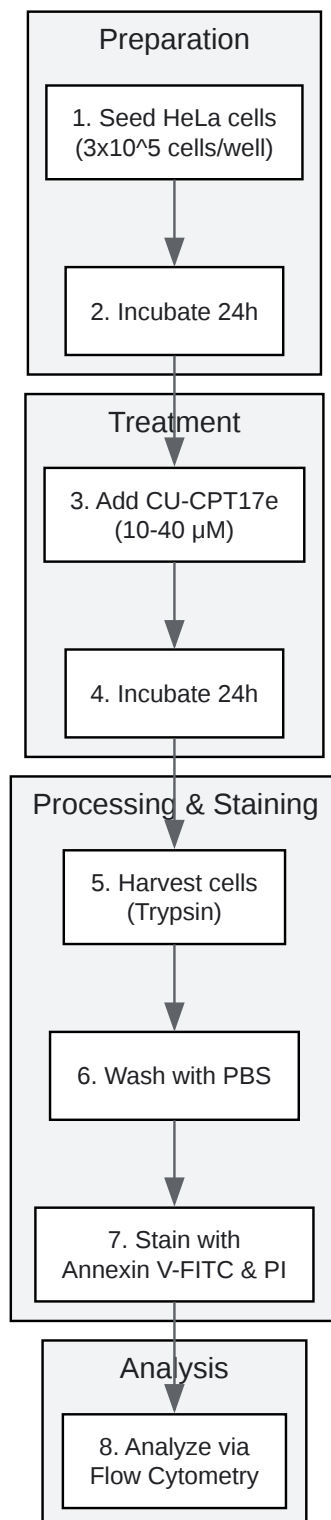 Preparation
1. Seed HeLa cells
(3x10^5 cells/well)
2. Incubate 24h
Treatment
3. Add CU-CPT17e
(10-40 μM)
4. Incubate 24h
Processing & Staining
5. Harvest cells
(Trypsin)
6. Wash with PBS
7. Stain with
Annexin V-FITC & PI
Analysis
8. Analyze via
Flow Cytometry